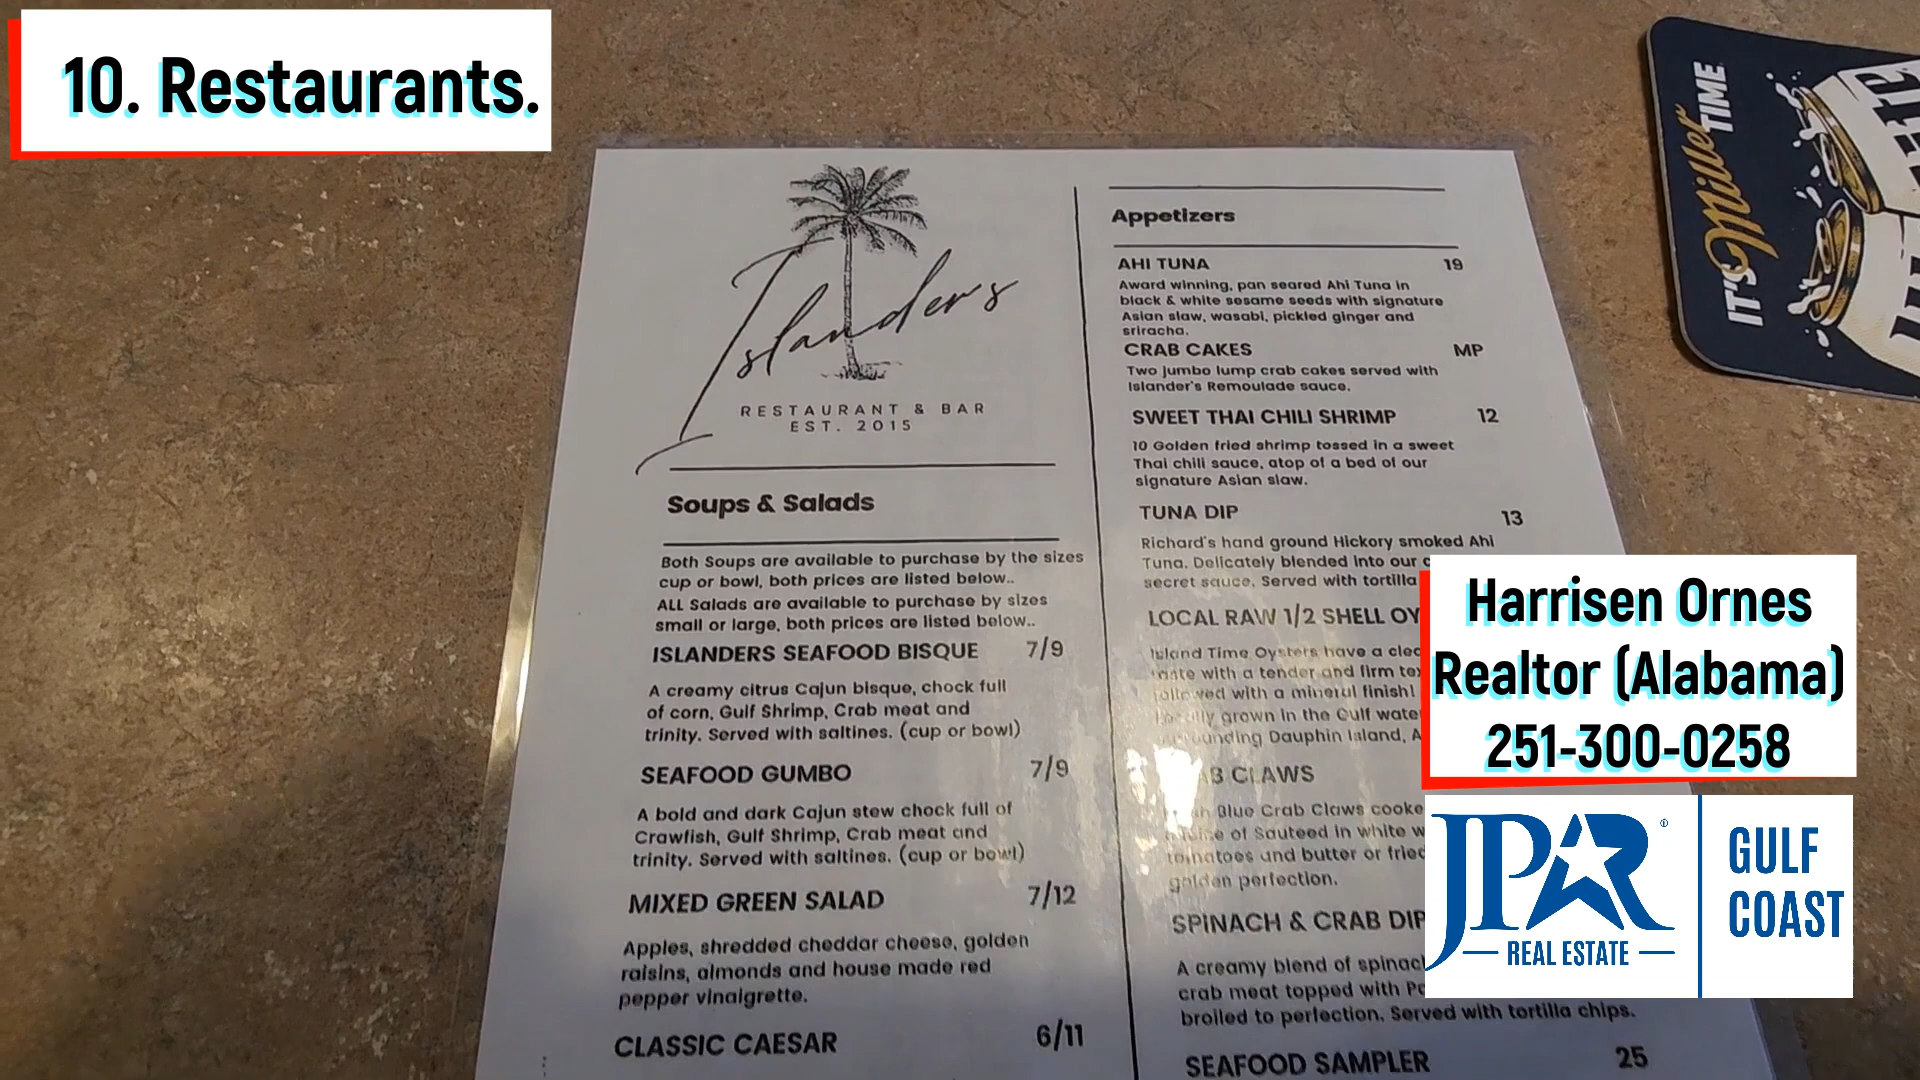 10. Restaurants.
Islanders
RESTAURANT & BAR
EST. 2015
Soups & Salads
Both Soups are available to purchase by the sizes
cup or bowl, both prices are listed below..
ALL Salads are available to purchase by sizes
small or large, both prices are listed below..
ISLANDERS SEAFOOD BISQUE 7/9
A creamy citrus Cajun bisque, chock full
of corn, Gulf Shrimp, Crab meat and
trinity. Served with saltines. (cup or bowl)
SEAFOOD GUMBO 7/9
A bold and dark Cajun stew chock full of
Crawfish, Gulf Shrimp, Crab meat and
trinity. Served with saltines. (cup or bowl)
MIXED GREEN SALAD 7/12
Apples, shredded cheddar cheese, golden
raisins, almonds and house made red
pepper vinaigrette.
CLASSIC CAESAR 6/11
Appetizers
AHI TUNA 19
Award winning, pan seared Ahi Tuna in
black & white sesame seeds with signature
Asian slaw, wasabi, pickled ginger and
sriracha.
CRAB CAKES MP
Two jumbo lump crab cakes served with
Islander's Remoulade sauce.
SWEET THAI CHILI SHRIMP 12
10 Golden fried shrimp tossed in a sweet
Thai chili sauce, atop of a bed of our
signature Asian slaw.
TUNA DIP 13
Richard's hand ground Hickory smoked Ahi
Tuna. Delicately blended into our
secret sauce. Served with tortilla
LOCAL RAW 1/2 SHELL OY
Island Time Oysters have a
with a tender and firm
with a mineral finish!
grown in the Gulf
Dauphin Island,
CLAWS
Blue Crab Claws
of Sauteed in white
tomatoes and butter or
golden perfection.
SPINACH & CRAB DIP
A creamy blend of
crab meat topped with
broiled to perfection. Served with tortilla chips.
SEAFOOD SAMPLER 25
IT'S Miller TIME
Harrisen Ornes
Realtor (Alabama)
251-300-0258
JPAR®
REAL ESTATE
GULF
COAST